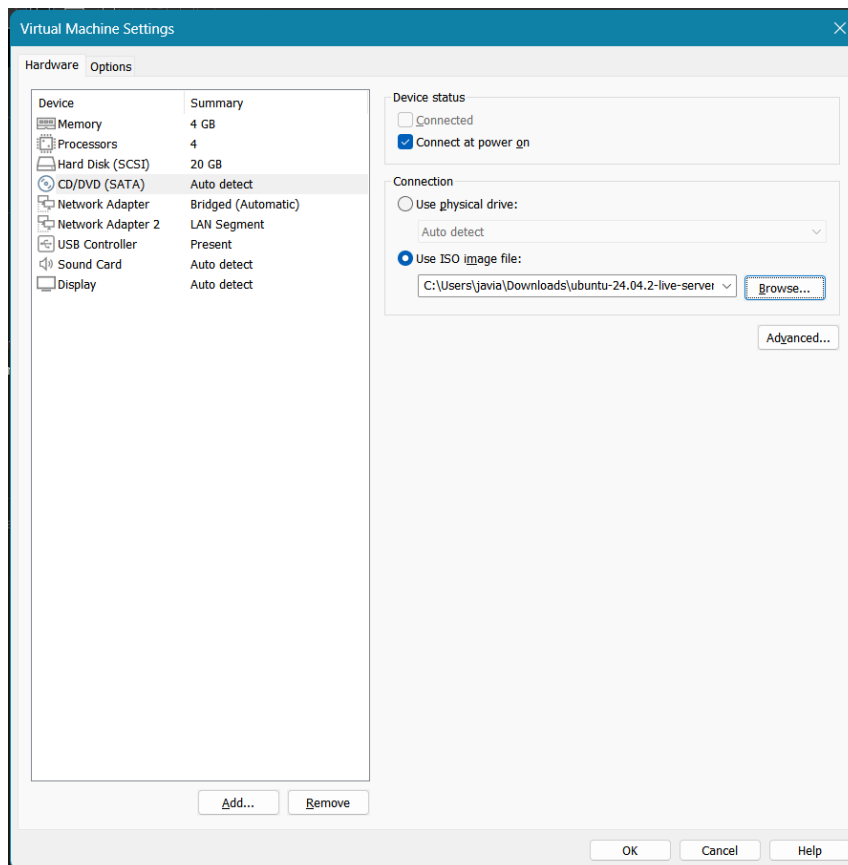 Virtual Machine Settings
Hardware Options
Device Summary
Memory 4 GB
Processors 4
Hard Disk (SCSI) 20 GB
CD/DVD (SATA) Auto detect
Network Adapter Bridged (Automatic)
Network Adapter 2 LAN Segment
USB Controller Present
Sound Card Auto detect
Display Auto detect
Add... Remove
Device status
Connected
Connect at power on
Connection
Use physical drive:
Auto detect
Use ISO image file:
C:\Users\javia\Downloads\ubuntu-24.04.2-live-server Browse...
Advanced...
OK Cancel Help